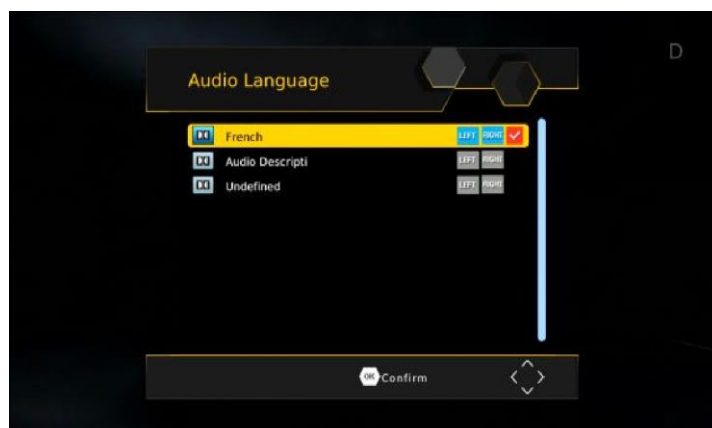 D
Audio Language
French LEFT RIGHT
Audio Descripti LEFT RIGHT
Undefined LEFT RIGHT
OK Confirm